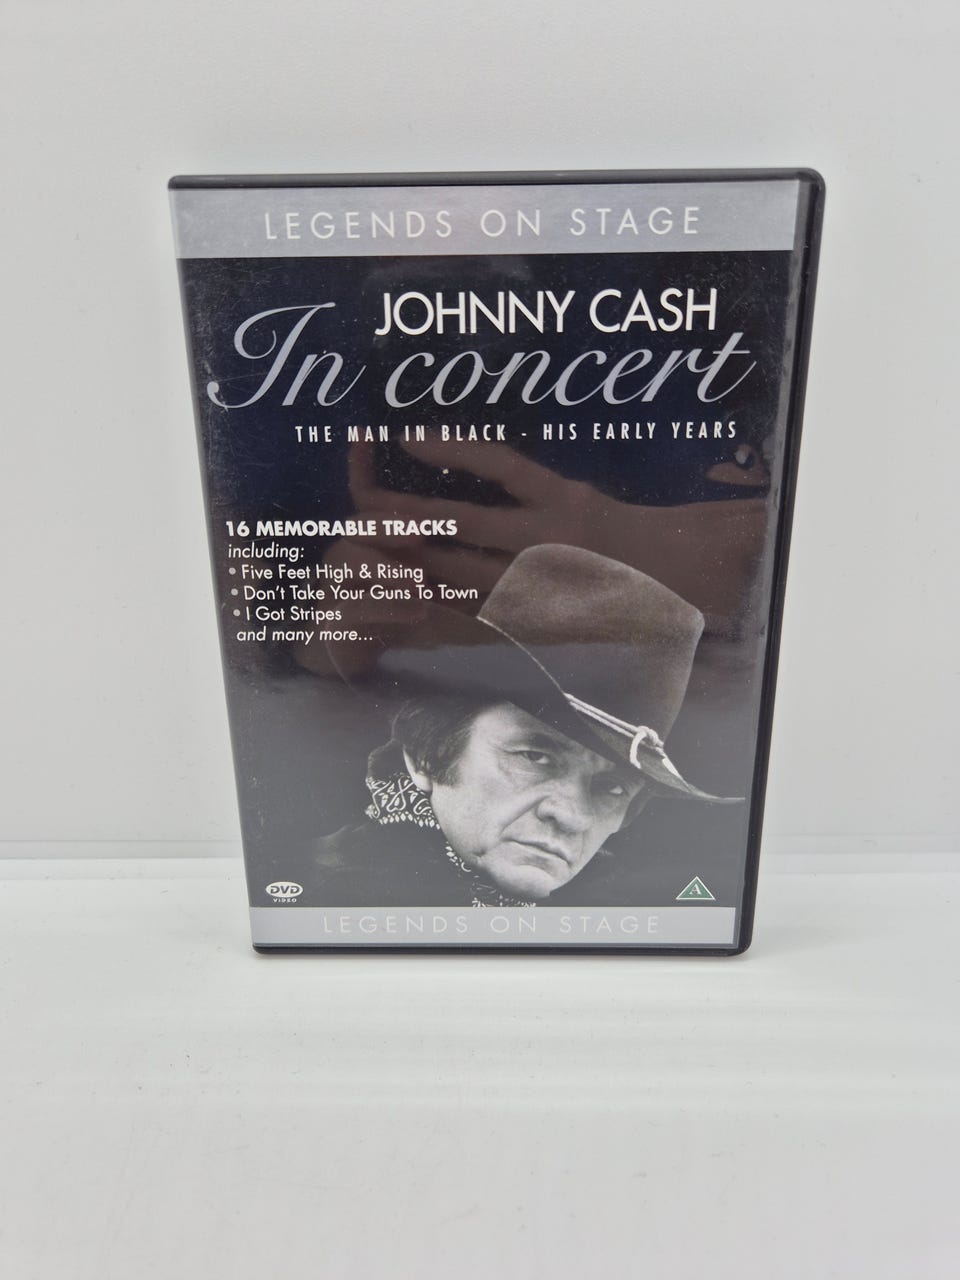 LEGENDS ON STAGE
JOHNNY CASH
In concert
THE MAN IN BLACK - HIS EARLY YEARS
16 MEMORABLE TRACKS
including:
• Five Feet High & Rising
• Don't Take Your Guns To Town
• I Got Stripes
and many more...
DVD
VIDEO
A
LEGENDS ON STAGE